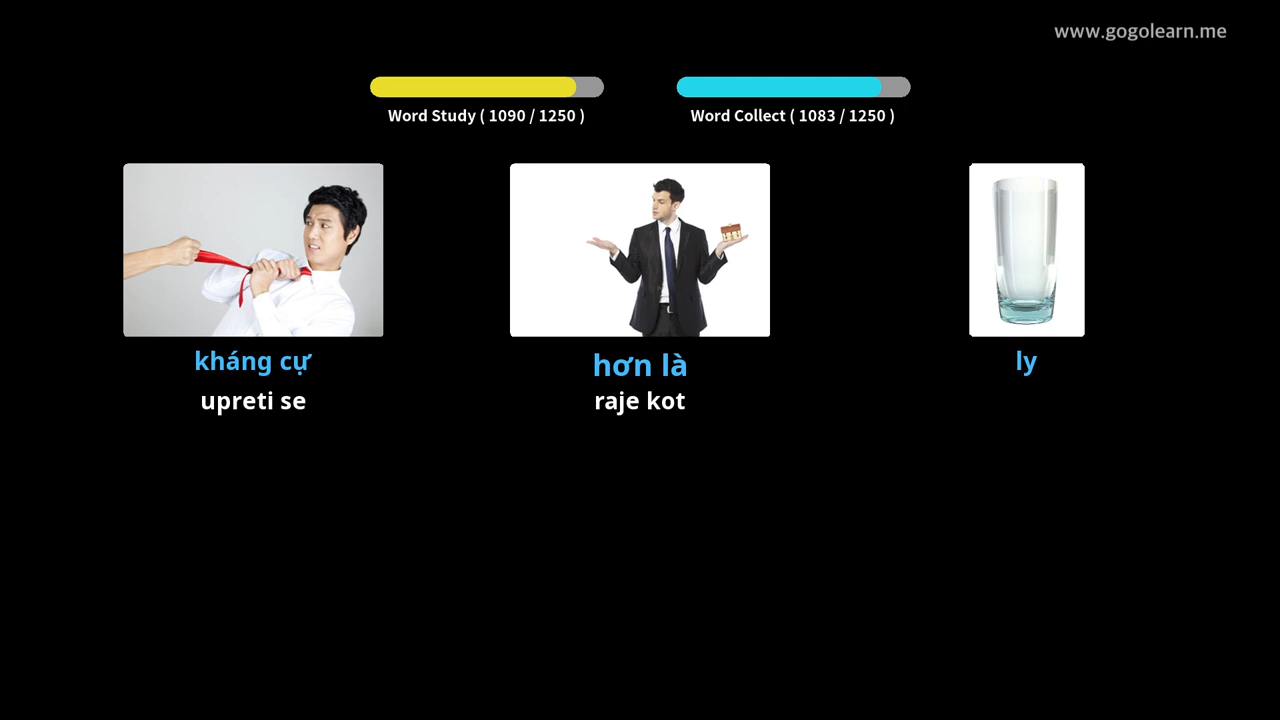 www.gogolearn.me
Word Study ( 1090 / 1250 )
Word Collect ( 1083 / 1250 )
kháng cự
hơn là
ly
upreti se
raje kot